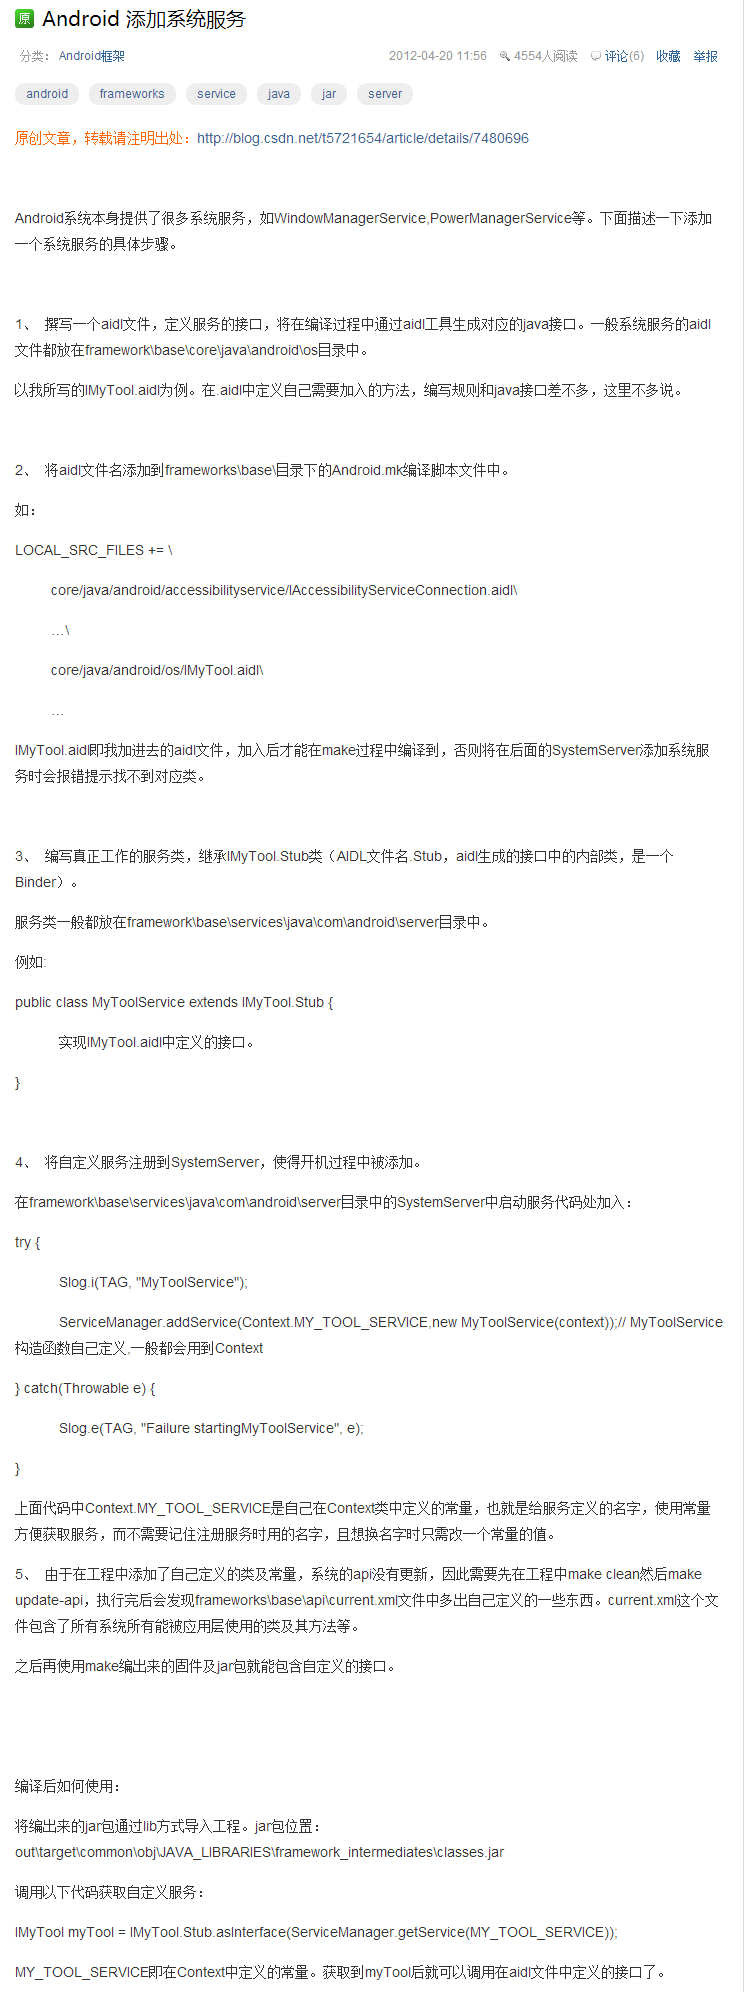 原 Android 添加系统服务
分类： Android框架 2012-04-20 11:56 4554人阅读 评论(6) 收藏 举报
android frameworks service java jar server
原创文章，转载请注明出处：http://blog.csdn.net/t5721654/article/details/7480696
Android系统本身提供了很多系统服务，如WindowManagerService,PowerManagerService等。下面描述一下添加
一个系统服务的具体步骤。
1、 撰写一个aidl文件，定义服务的接口，将在编译过程中通过aidl工具生成对应的java接口。一般系统服务的aidl
文件都放在framework\base\core\java\android\os目录中。
以我所写的IMyTool.aidl为例。在.aidl中定义自己需要加入的方法，编写规则和java接口差不多，这里不多说。
2、 将aidl文件名添加到frameworks\base\目录下的Android.mk编译脚本文件中。
如：
LOCAL_SRC_FILES += \
core/java/android/accessibilityservice/IAccessibilityServiceConnection.aidl\
…\
core/java/android/os/IMyTool.aidl\
…
IMyTool.aidl即我加进去的aidl文件，加入后才能在make过程中编译到，否则将在后面的SystemServer添加系统服
务时会报错提示找不到对应类。
3、 编写真正工作的服务类，继承IMyTool.Stub类（AIDL文件名.Stub，aidl生成的接口中的内部类，是一个
Binder）。
服务类一般都放在framework\base\services\java\com\android\server目录中。
例如:
public class MyToolService extends IMyTool.Stub {
实现IMyTool.aidl中定义的接口。
}
4、 将自定义服务注册到SystemServer，使得开机过程中被添加。
在framework\base\services\java\com\android\server目录中的SystemServer中启动服务代码处加入：
try {
Slog.i(TAG, "MyToolService");
ServiceManager.addService(Context.MY_TOOL_SERVICE,new MyToolService(context));// MyToolService
构造函数自己定义,一般都会用到Context
} catch(Throwable e) {
Slog.e(TAG, "Failure startingMyToolService", e);
}
上面代码中Context.MY_TOOL_SERVICE是自己在Context类中定义的常量，也就是给服务定义的名字，使用常量
方便获取服务，而不需要记住注册服务时用的名字，且想换名字时只需改一个常量的值。
5、 由于在工程中添加了自己定义的类及常量，系统的api没有更新，因此需要先在工程中make clean然后make
update-api，执行完后会发现frameworks\base\api\current.xml文件中多出自己定义的一些东西。current.xml这个文
件包含了所有系统所有能被应用层使用的类及其方法等。
之后再使用make编出来的固件及jar包就能包含自定义的接口。
编译后如何使用：
将编出来的jar包通过lib方式导入工程。jar包位置：
out\target\common\obj\JAVA_LIBRARIES\framework_intermediates\classes.jar
调用以下代码获取自定义服务：
IMyTool myTool = IMyTool.Stub.asInterface(ServiceManager.getService(MY_TOOL_SERVICE));
MY_TOOL_SERVICE即在Context中定义的常量。获取到myTool后就可以调用在aidl文件中定义的接口了。